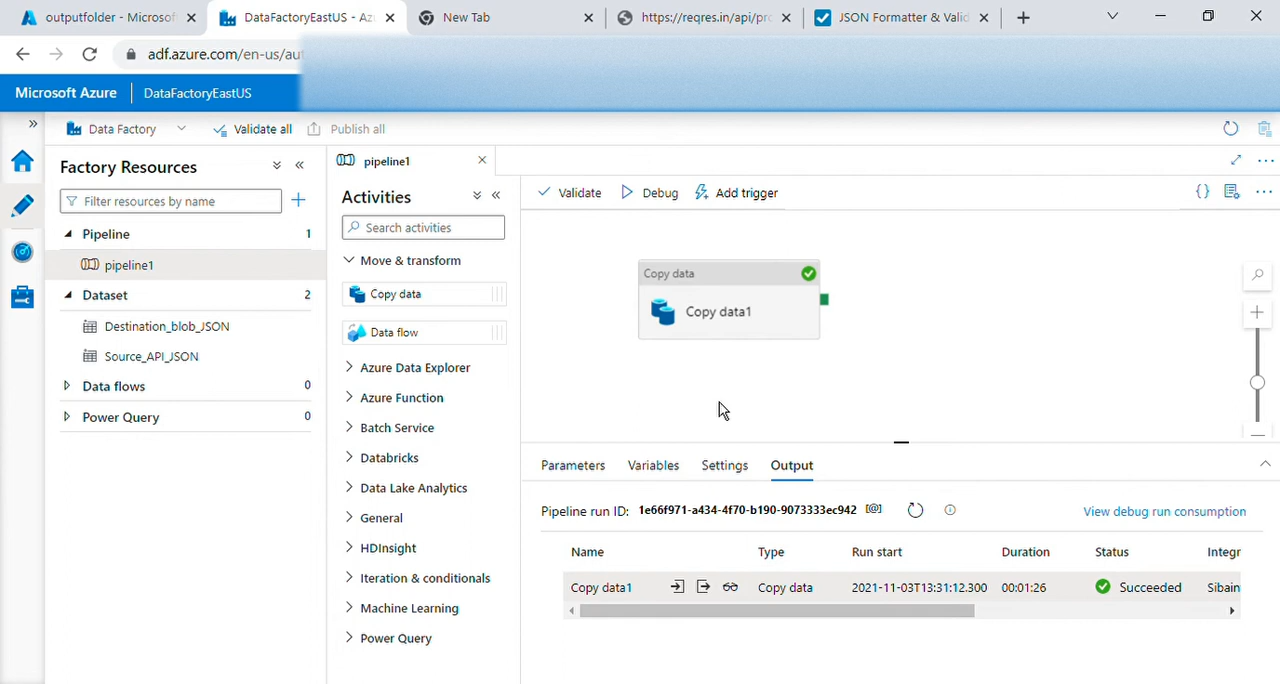 outputfolder - Microsof
DataFactoryEastUS - Az
New Tab
https://reqres.in/api/pro
JSON Formatter & Valid
adf.azure.com/en-us/aut
Microsoft Azure
DataFactoryEastUS
Data Factory
Validate all
Publish all
Factory Resources
Filter resources by name
Pipeline 1
pipeline1
Dataset 2
Destination_blob_JSON
Source_API_JSON
Data flows 0
Power Query 0
pipeline1
Activities
Search activities
Move & transform
Copy data
Data flow
Azure Data Explorer
Azure Function
Batch Service
Databricks
Data Lake Analytics
General
HDInsight
Iteration & conditionals
Machine Learning
Power Query
Validate
Debug
Add trigger
Copy data
Copy data1
Parameters
Variables
Settings
Output
Pipeline run ID: 1e66f971-a434-4f70-b190-9073333ec942 [@]
View debug run consumption
Name Type Run start Duration Status Integr
Copy data1 Copy data 2021-11-03T13:31:12.300 00:01:26 Succeeded Sibain